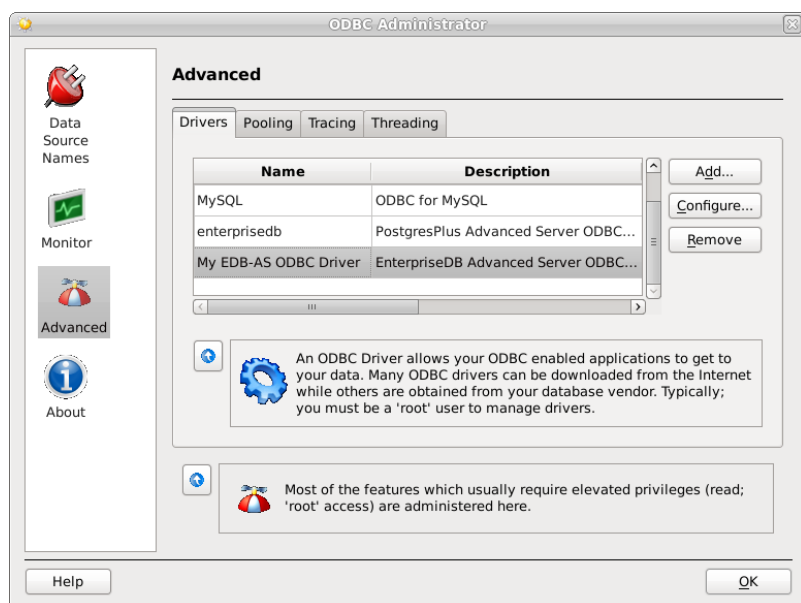 ODBC Administrator
Data
Source
Names
Monitor
Advanced
About
Advanced
Drivers
Pooling
Tracing
Threading
Name
Description
MySQL
ODBC for MySQL
enterprisedb
PostgresPlus Advanced Server ODBC...
My EDB-AS ODBC Driver
EnterpriseDB Advanced Server ODBC...
Add...
Configure...
Remove
An ODBC Driver allows your ODBC enabled applications to get to
your data. Many ODBC drivers can be downloaded from the Internet
while others are obtained from your database vendor. Typically;
you must be a 'root' user to manage drivers.
Most of the features which usually require elevated privileges (read;
'root' access) are administered here.
Help
OK